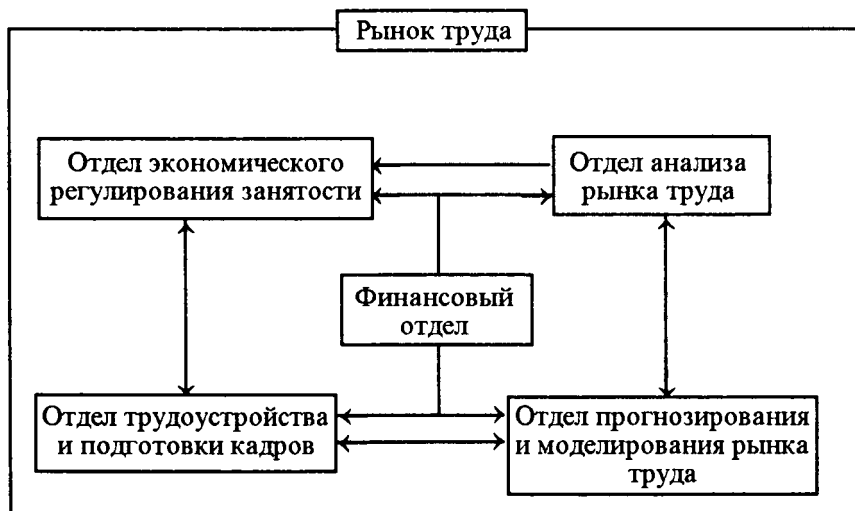 Рынок труда
Отдел экономического
регулирования занятости
Отдел анализа
рынка труда
Финансовый
отдел
Отдел трудоустройства
и подготовки кадров
Отдел прогнозирования
и моделирования рынка
труда